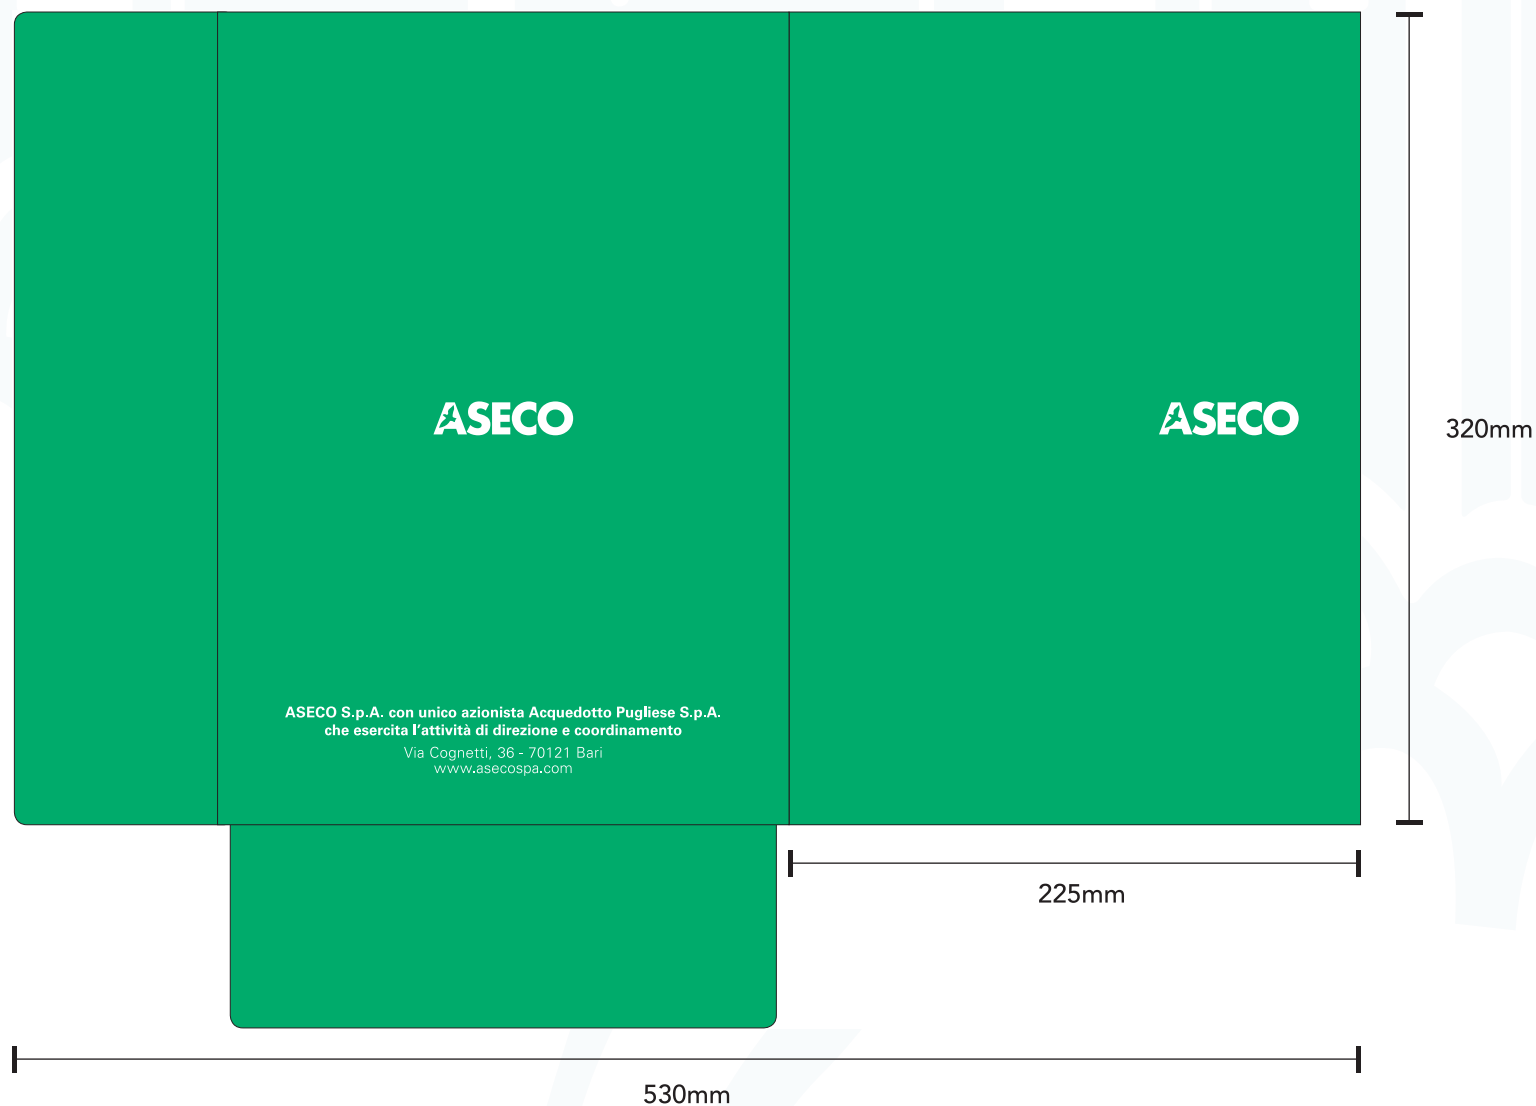 ASECO
ASECO
320mm
ASECO S.p.A. con unico azionista Acquedotto Pugliese S.p.A.
che esercita l'attività di direzione e coordinamento
Via Cognetti, 36 - 70121 Bari
www.asecospa.com
225mm
530mm